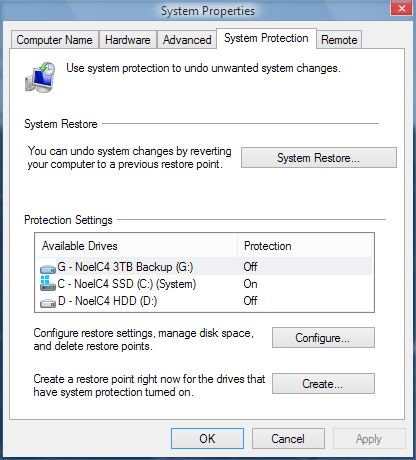 System Properties
Computer Name Hardware Advanced System Protection Remote
Use system protection to undo unwanted system changes.
System Restore
You can undo system changes by reverting
your computer to a previous restore point.
System Restore...
Protection Settings
Available Drives Protection
G - NoelC4 3TB Backup (G:) Off
C - NoelC4 SSD (C:) (System) On
D - NoelC4 HDD (D:) Off
Configure restore settings, manage disk space,
and delete restore points.
Configure...
Create a restore point right now for the drives that
have system protection turned on.
Create...
OK Cancel Apply